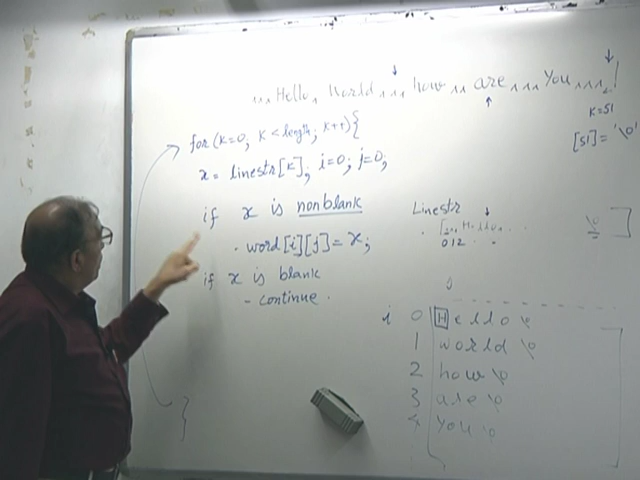 ...Hello, World....how...are....You....!
K=51
[51]='\0'
for(K=0; K<length; K++){
x = linestr[K]; i=0; j=0;
if x is nonblank
- word[i][j]=x;
if x is blank
- continue.
}
Linestr
[...Hello...
012..
\0
]
i 0 Hello\0
1 world \0
2 how\0
3 are\0
4 You\0